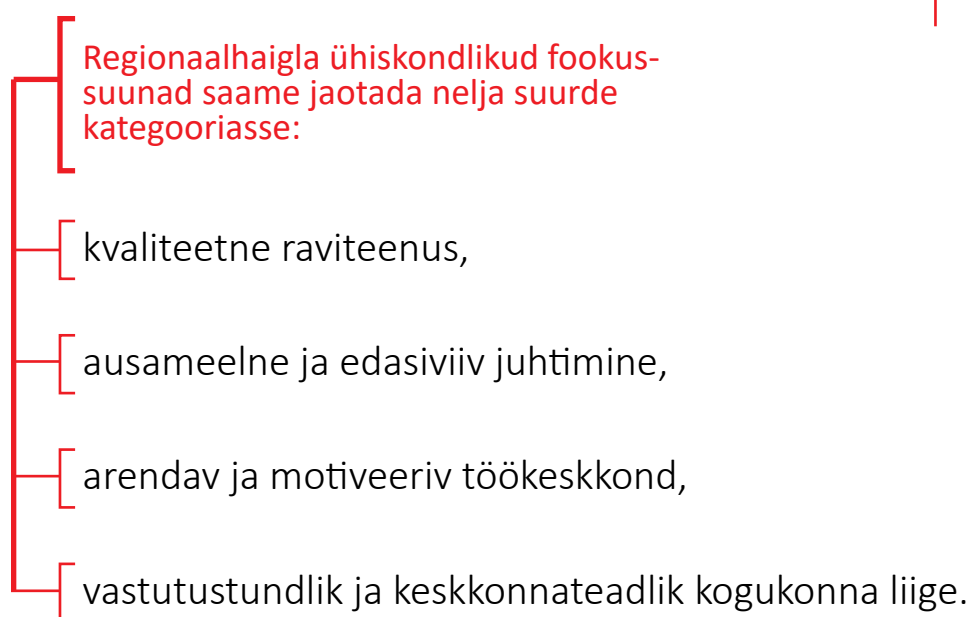 Regionaalhaigla ühiskondlikud fookus-
suunad saame jaotada nelja suurde
kategooriasse:
kvaliteetne raviteenus,
ausameelne ja edasiviiv juhtimine,
arendav ja motiveeriv töökeskkond,
vastutustundlik ja keskkonnateadlik kogukonna liige.